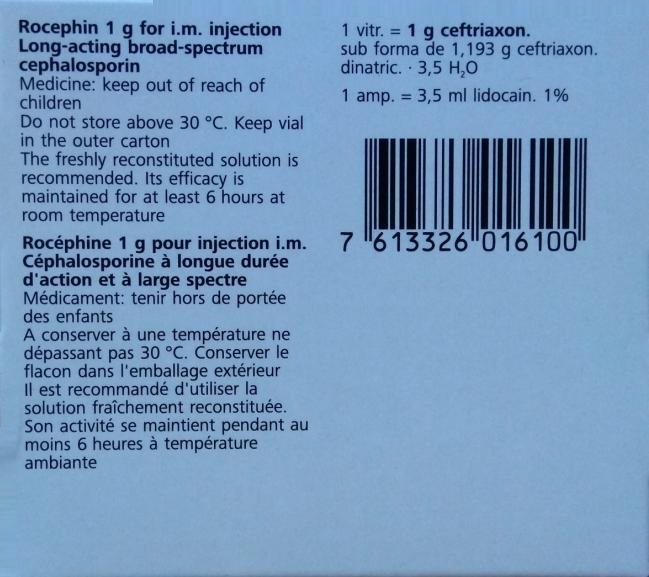 Rocephin 1 g for i.m. injection
Long-acting broad-spectrum
cephalosporin
Medicine: keep out of reach of
children
Do not store above 30 °C. Keep vial
in the outer carton
The freshly reconstituted solution is
recommended. Its efficacy is
maintained for at least 6 hours at
room temperature
Rocéphine 1 g pour injection i.m.
Céphalosporine à longue durée
d'action et à large spectre
Médicament: tenir hors de portée
des enfants
A conserver à une température ne
dépassant pas 30 °C. Conserver le
flacon dans l'emballage extérieur
Il est recommandé d'utiliser la
solution fraîchement reconstituée.
Son activité se maintient pendant au
moins 6 heures à température
ambiante
1 vitr. = 1 g ceftriaxon.
sub forma de 1,193 g ceftriaxon.
dinatric. · 3,5 H₂O
1 amp. = 3,5 ml lidocain. 1%
7 613326 016100